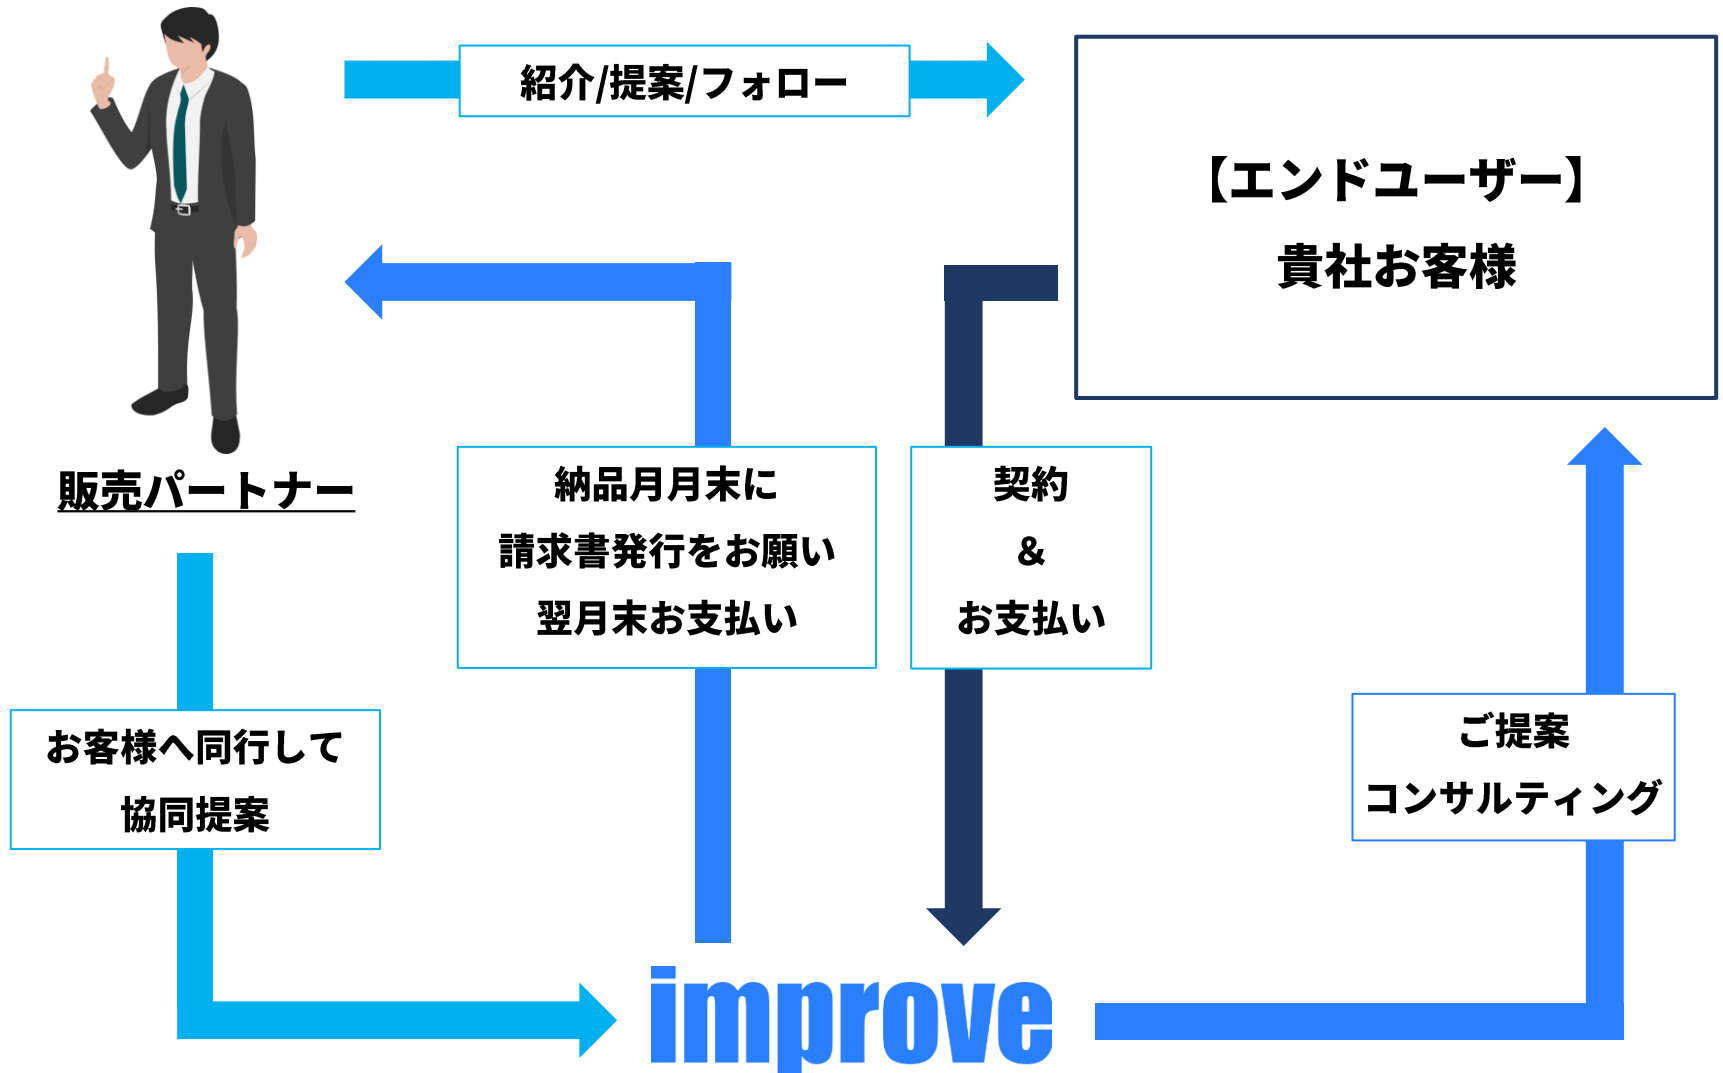 紹介/提案/フォロー
【エンドユーザー】
貴社お客様
販売パートナー
納品月月末に
請求書発行をお願い
翌月末お支払い
契約
&
お支払い
お客様へ同行して
協同提案
ご提案
コンサルティング
improve